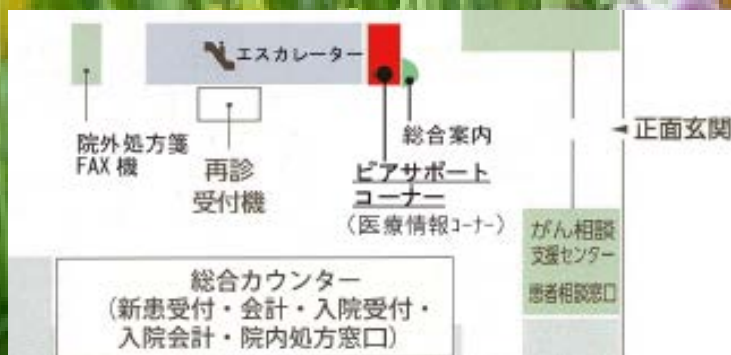 エスカレーター
院外処方箋
FAX 機
再診
受付機
総合案内
ピアサポート
コーナー
(医療情報コーナー)
正面玄関
がん相談
支援センター
患者相談窓口
総合カウンター
(新患受付・会計・入院受付・
入院会計・院内処方窓口)